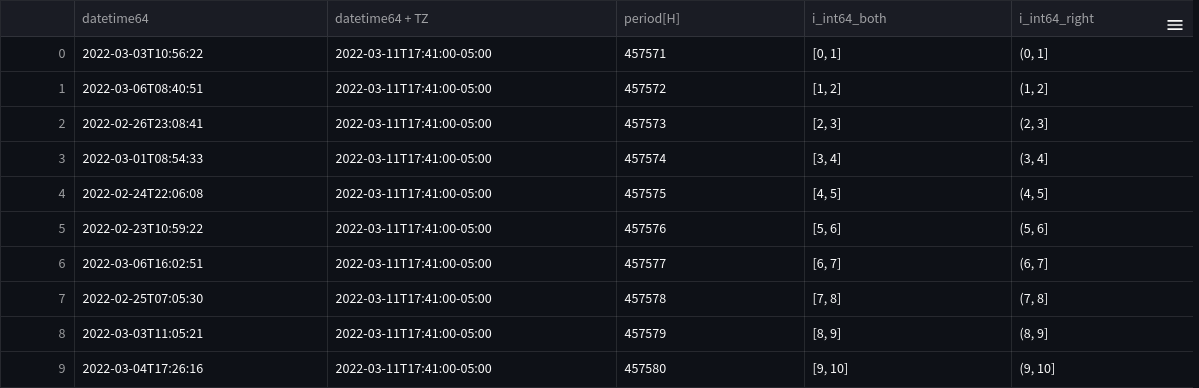 datetime64 datetime64 + TZ period[H] i_int64_both i_int64_right
0 2022-03-03T10:56:22 2022-03-11T17:41:00-05:00 457571 [0, 1] (0, 1]
1 2022-03-06T08:40:51 2022-03-11T17:41:00-05:00 457572 [1, 2] (1, 2]
2 2022-02-26T23:08:41 2022-03-11T17:41:00-05:00 457573 [2, 3] (2, 3]
3 2022-03-01T08:54:33 2022-03-11T17:41:00-05:00 457574 [3, 4] (3, 4]
4 2022-02-24T22:06:08 2022-03-11T17:41:00-05:00 457575 [4, 5] (4, 5]
5 2022-02-23T10:59:22 2022-03-11T17:41:00-05:00 457576 [5, 6] (5, 6]
6 2022-03-06T16:02:51 2022-03-11T17:41:00-05:00 457577 [6, 7] (6, 7]
7 2022-02-25T07:05:30 2022-03-11T17:41:00-05:00 457578 [7, 8] (7, 8]
8 2022-03-03T11:05:21 2022-03-11T17:41:00-05:00 457579 [8, 9] (8, 9]
9 2022-03-04T17:26:16 2022-03-11T17:41:00-05:00 457580 [9, 10] (9, 10]